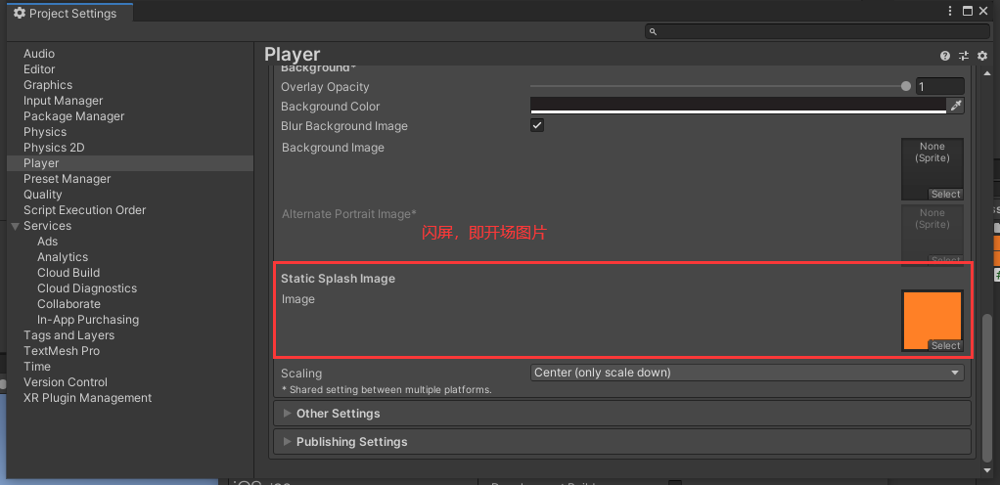 Project Settings
Player
Audio
Editor
Graphics
Input Manager
Package Manager
Physics
Physics 2D
Player
Preset Manager
Quality
Script Execution Order
Services
Ads
Analytics
Cloud Build
Cloud Diagnostics
Collaborate
In-App Purchasing
Tags and Layers
TextMesh Pro
Time
Version Control
XR Plugin Management
Background*
Overlay Opacity
1
Background Color
Blur Background Image
Background Image
None
(Sprite)
Select
Alternate Portrait Image*
None
(Sprite)
Select
闪屏，即开场图片
Static Splash Image
Image
Select
Scaling
Center (only scale down)
* Shared setting between multiple platforms.
Other Settings
Publishing Settings